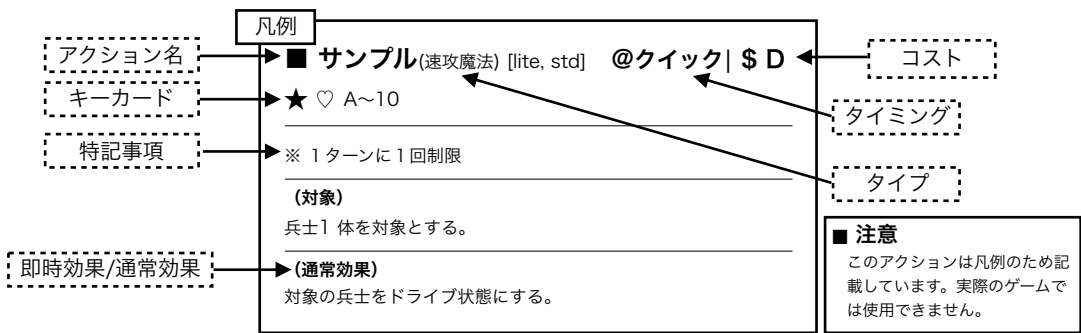 凡例
アクション名
■ サンプル(速攻魔法) [lite, std] @クイック| $ D
コスト
キーカード
★ ♡ A~10
タイミング
特記事項
※ 1ターンに1回制限
タイプ
(対象)
兵士1 体を対象とする。
即時効果/通常効果
(通常効果)
対象の兵士をドライブ状態にする。
■ 注意
このアクションは凡例のため記
載しています。実際のゲームで
は使用できません。